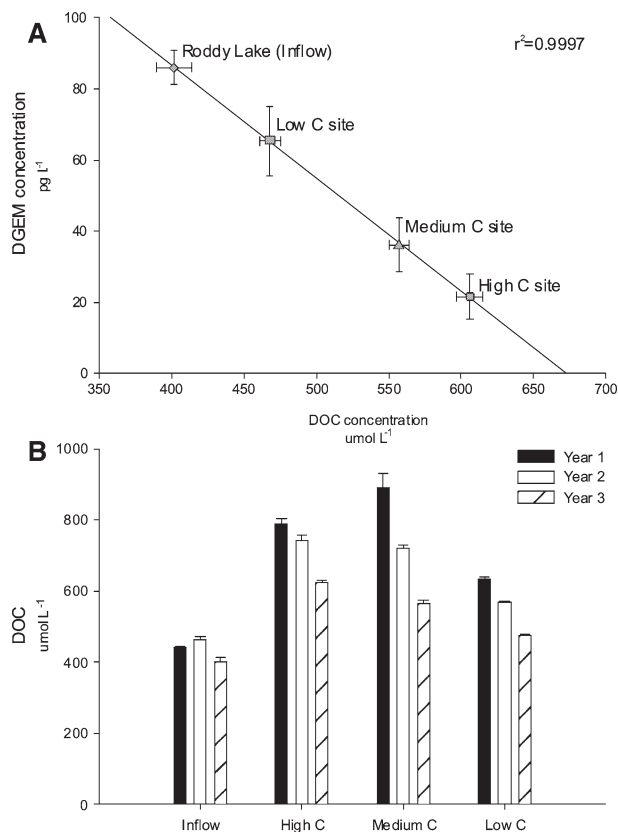 A
r²=0.9997
100
80
60
40
20
0
DGEM concentration
pg L⁻¹
Roddy Lake (Inflow)
Low C site
Medium C site
High C site
350 400 450 500 550 600 650 700
DOC concentration
umol L⁻¹
B
Year 1
Year 2
Year 3
1000
800
600
400
200
0
DOC
umol L⁻¹
Inflow High C Medium C Low C